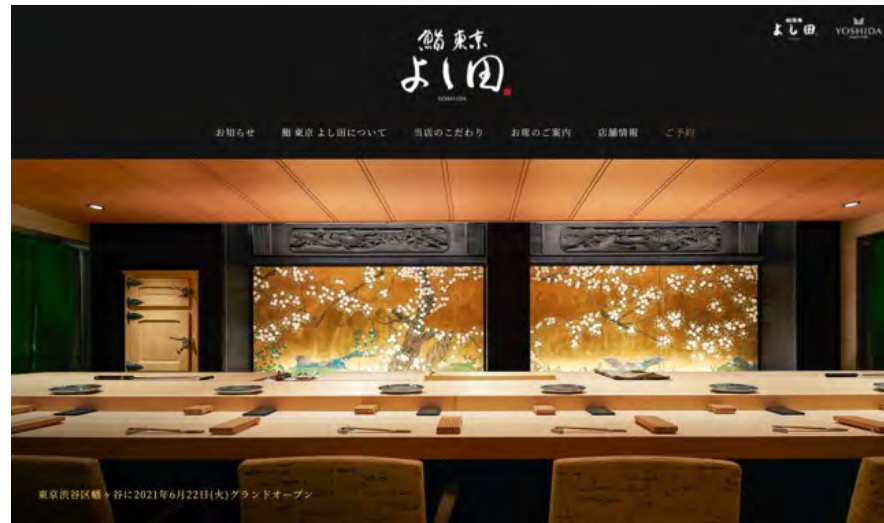 鮨 東京
よし田
YOSHIDA
よし田
YOSHIDA
お知らせ 鮨 東京 よし田について 当店のこだわり お席のご案内 店舗情報 ご予約
東京渋谷区幡ヶ谷に2021年6月22日(火)グランドオープン